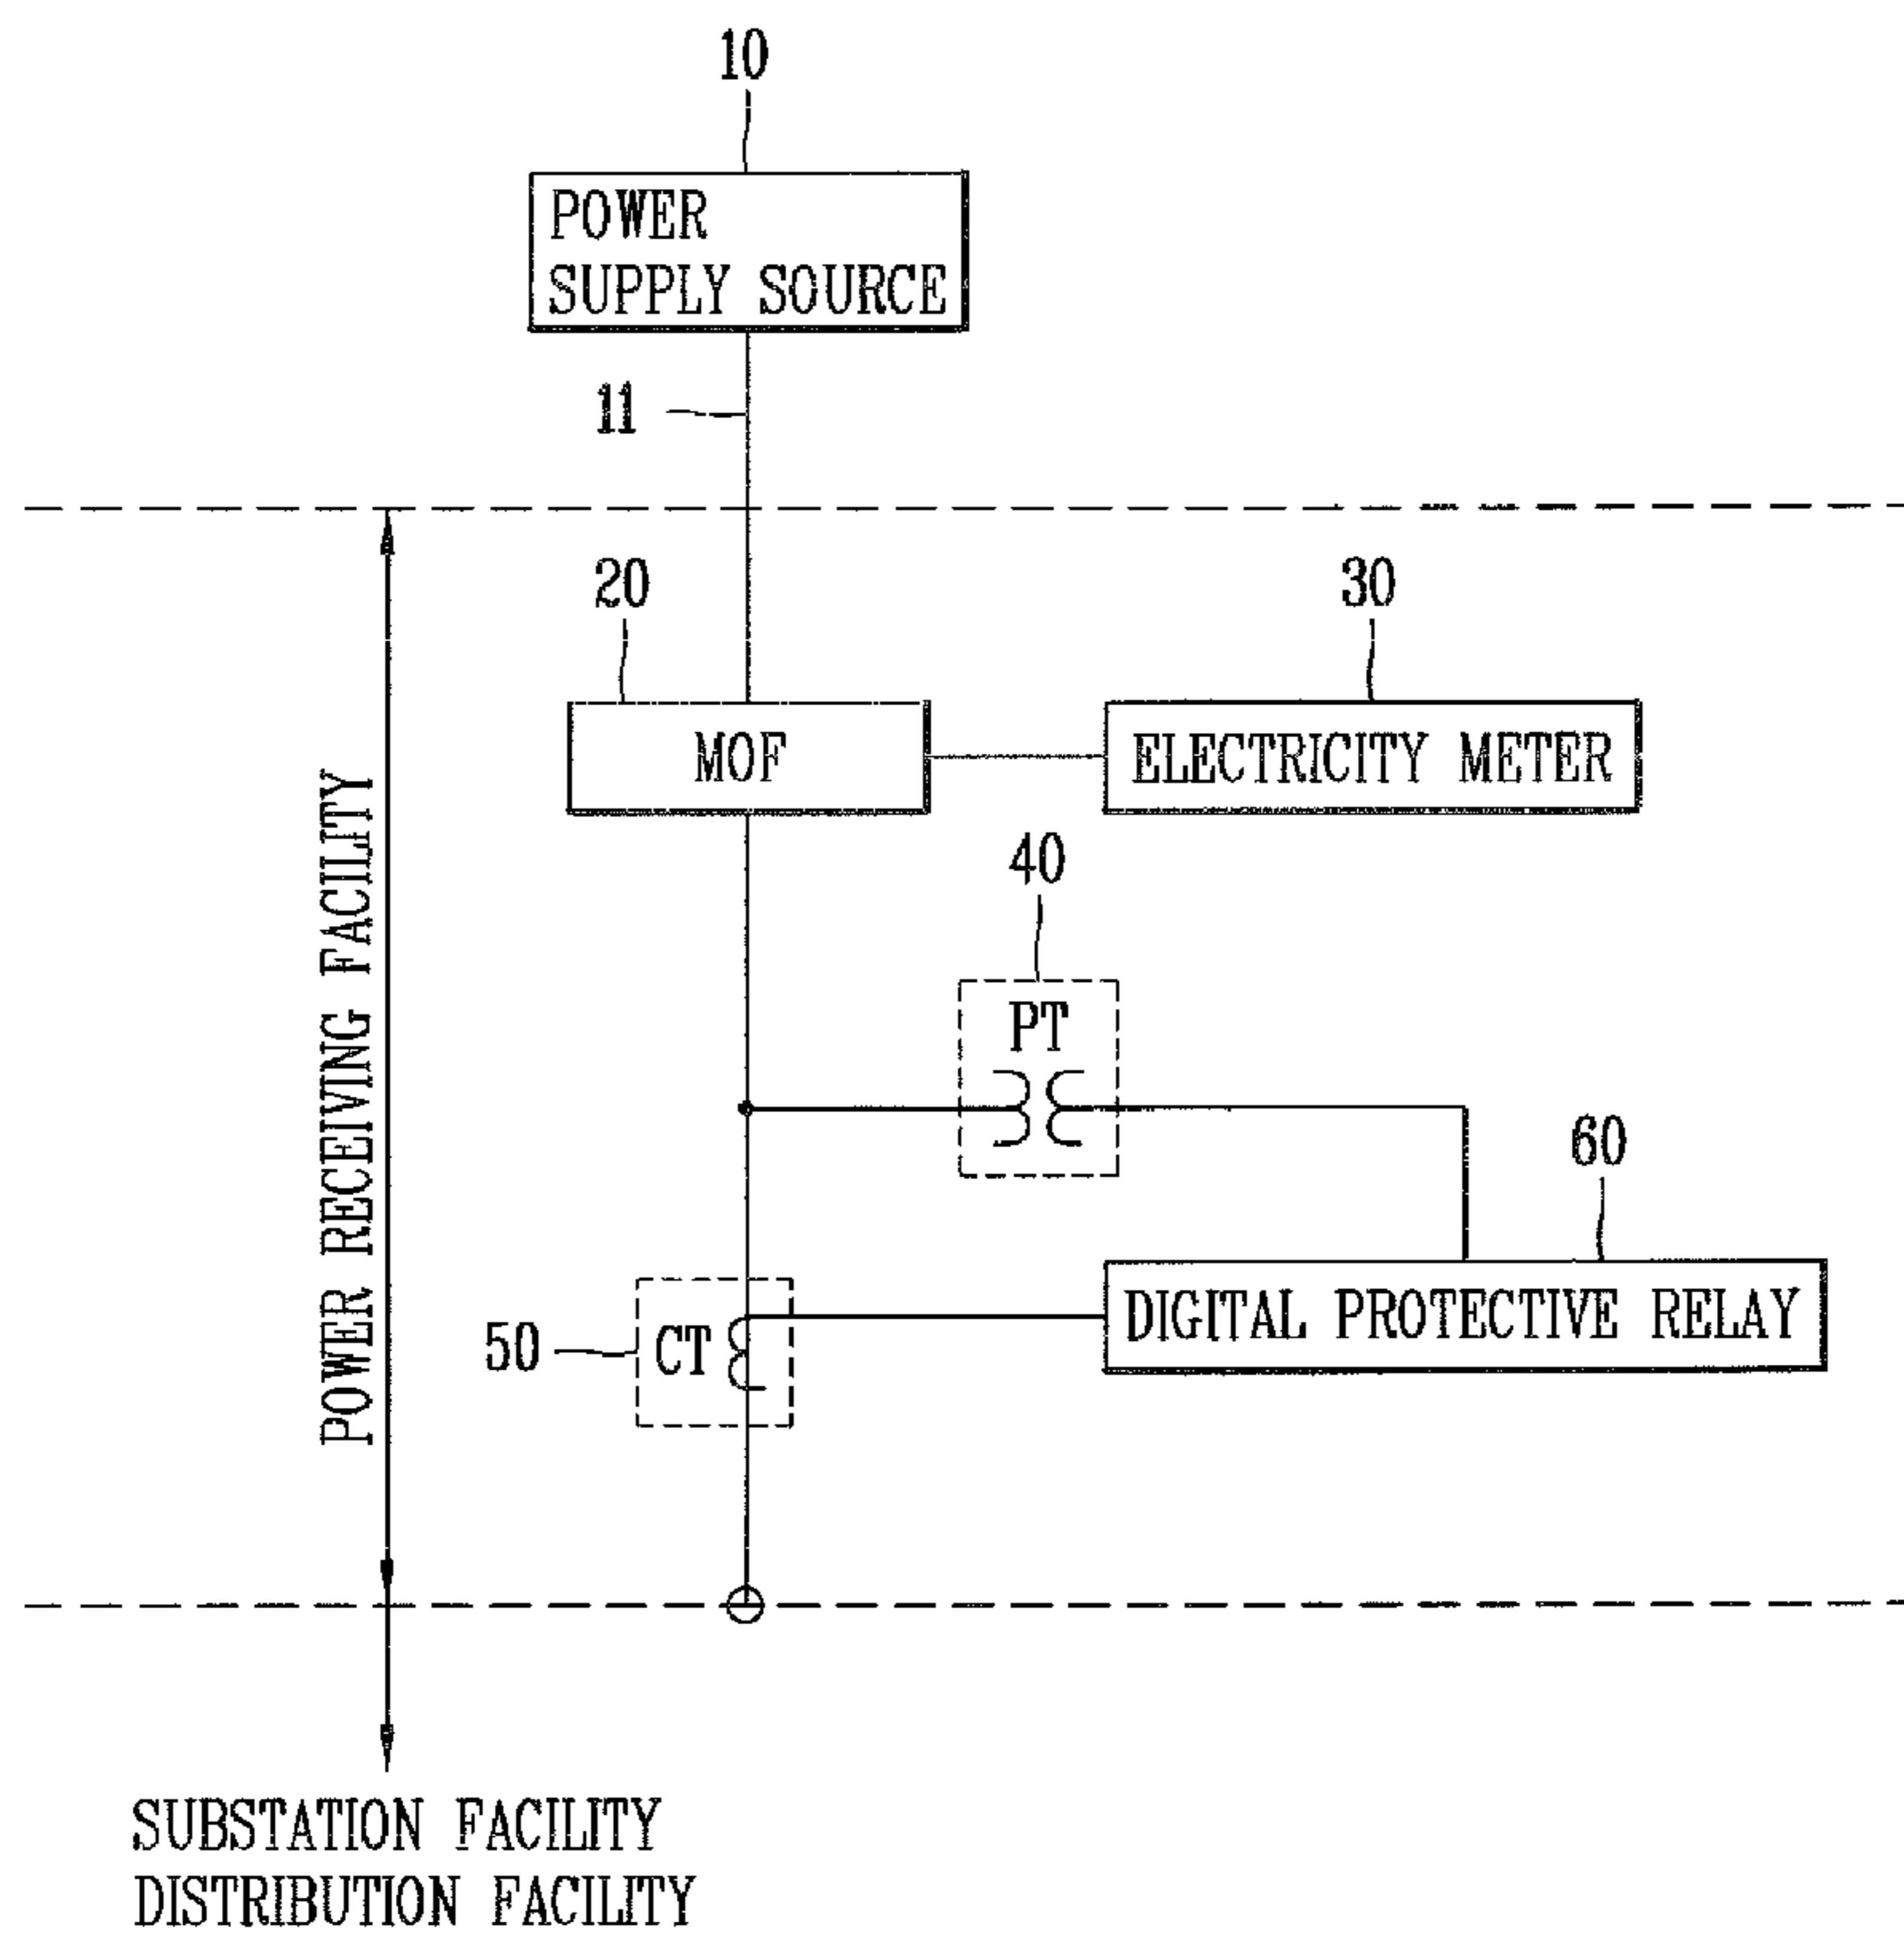 10
POWER
SUPPLY SOURCE
11
20
30
MOF
ELECTRICITY METER
40
PT
60
DIGITAL PROTECTIVE RELAY
50
CT
POWER RECEIVING FACILITY
SUBSTATION FACILITY
DISTRIBUTION FACILITY